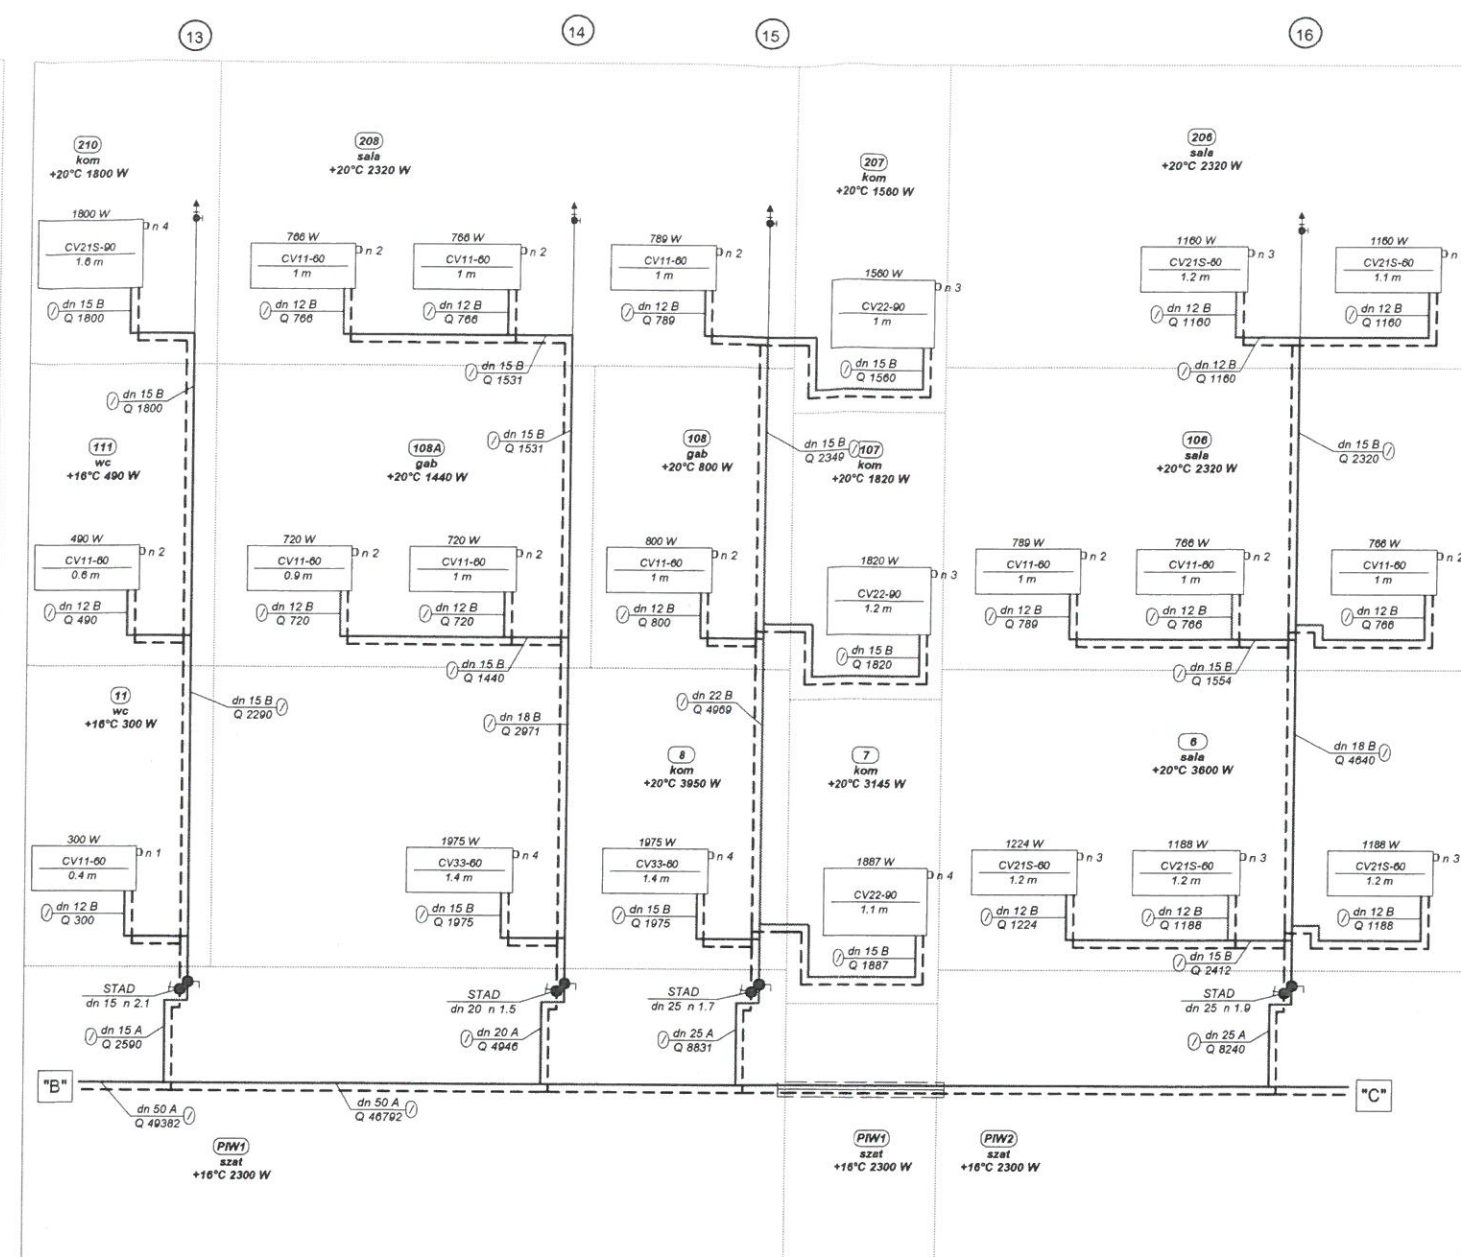 13
14
15
16
210
kom
+20°C 1800 W
208
sala
+20°C 2320 W
207
kom
+20°C 1560 W
206
sala
+20°C 2320 W
1800 W
n 4
CV21S-90
1.6 m
dn 15 B
Q 1800
766 W
n 2
CV11-60
1 m
dn 12 B
Q 766
766 W
n 2
CV11-60
1 m
dn 12 B
Q 766
789 W
n 2
CV11-60
1 m
dn 12 B
Q 789
1560 W
n 3
CV22-90
1 m
dn 15 B
Q 1560
1160 W
n 3
CV21S-60
1.2 m
dn 12 B
Q 1160
1160 W
n
CV21S-60
1.1 m
dn 12 B
Q 1160
dn 15 B
Q 1531
dn 12 B
Q 1160
dn 15 B
Q 1800
dn 15 B
Q 1531
dn 15 B
Q 2349
dn 15 B
Q 2320
111
wc
+16°C 490 W
108A
gab
+20°C 1440 W
108
gab
+20°C 800 W
107
kom
+20°C 1820 W
106
sala
+20°C 2320 W
490 W
n 2
CV11-60
0.6 m
dn 12 B
Q 490
720 W
n 2
CV11-60
0.9 m
dn 12 B
Q 720
720 W
n 2
CV11-60
1 m
dn 12 B
Q 720
800 W
n 2
CV11-60
1 m
dn 12 B
Q 800
1820 W
n 3
CV22-90
1.2 m
dn 15 B
Q 1820
789 W
n 2
CV11-60
1 m
dn 12 B
Q 789
766 W
n 2
CV11-60
1 m
dn 12 B
Q 766
766 W
n 2
CV11-60
1 m
dn 12 B
Q 766
dn 15 B
Q 1440
dn 15 B
Q 1554
11
wc
+16°C 300 W
dn 15 B
Q 2290
dn 18 B
Q 2971
dn 22 B
Q 4969
dn 18 B
Q 4640
8
kom
+20°C 3950 W
7
kom
+20°C 3145 W
6
sala
+20°C 3600 W
300 W
n 1
CV11-60
0.4 m
dn 12 B
Q 300
1975 W
n 4
CV33-60
1.4 m
dn 15 B
Q 1975
1975 W
n 4
CV33-60
1.4 m
dn 15 B
Q 1975
1887 W
n 4
CV22-90
1.1 m
dn 15 B
Q 1887
1224 W
n 3
CV21S-60
1.2 m
dn 12 B
Q 1224
1188 W
n 3
CV21S-60
1.2 m
dn 12 B
Q 1188
1188 W
n 3
CV21S-60
1.2 m
dn 12 B
Q 1188
dn 15 B
Q 2412
STAD
dn 15 n 2.1
STAD
dn 20 n 1.5
STAD
dn 25 n 1.7
STAD
dn 25 n 1.9
dn 15 A
Q 2590
dn 20 A
Q 4946
dn 25 A
Q 8831
dn 25 A
Q 8240
"B"
"C"
dn 50 A
Q 49382
dn 50 A
Q 46792
PIW1
szat
+16°C 2300 W
PIW1
szat
+16°C 2300 W
PIW2
szat
+16°C 2300 W